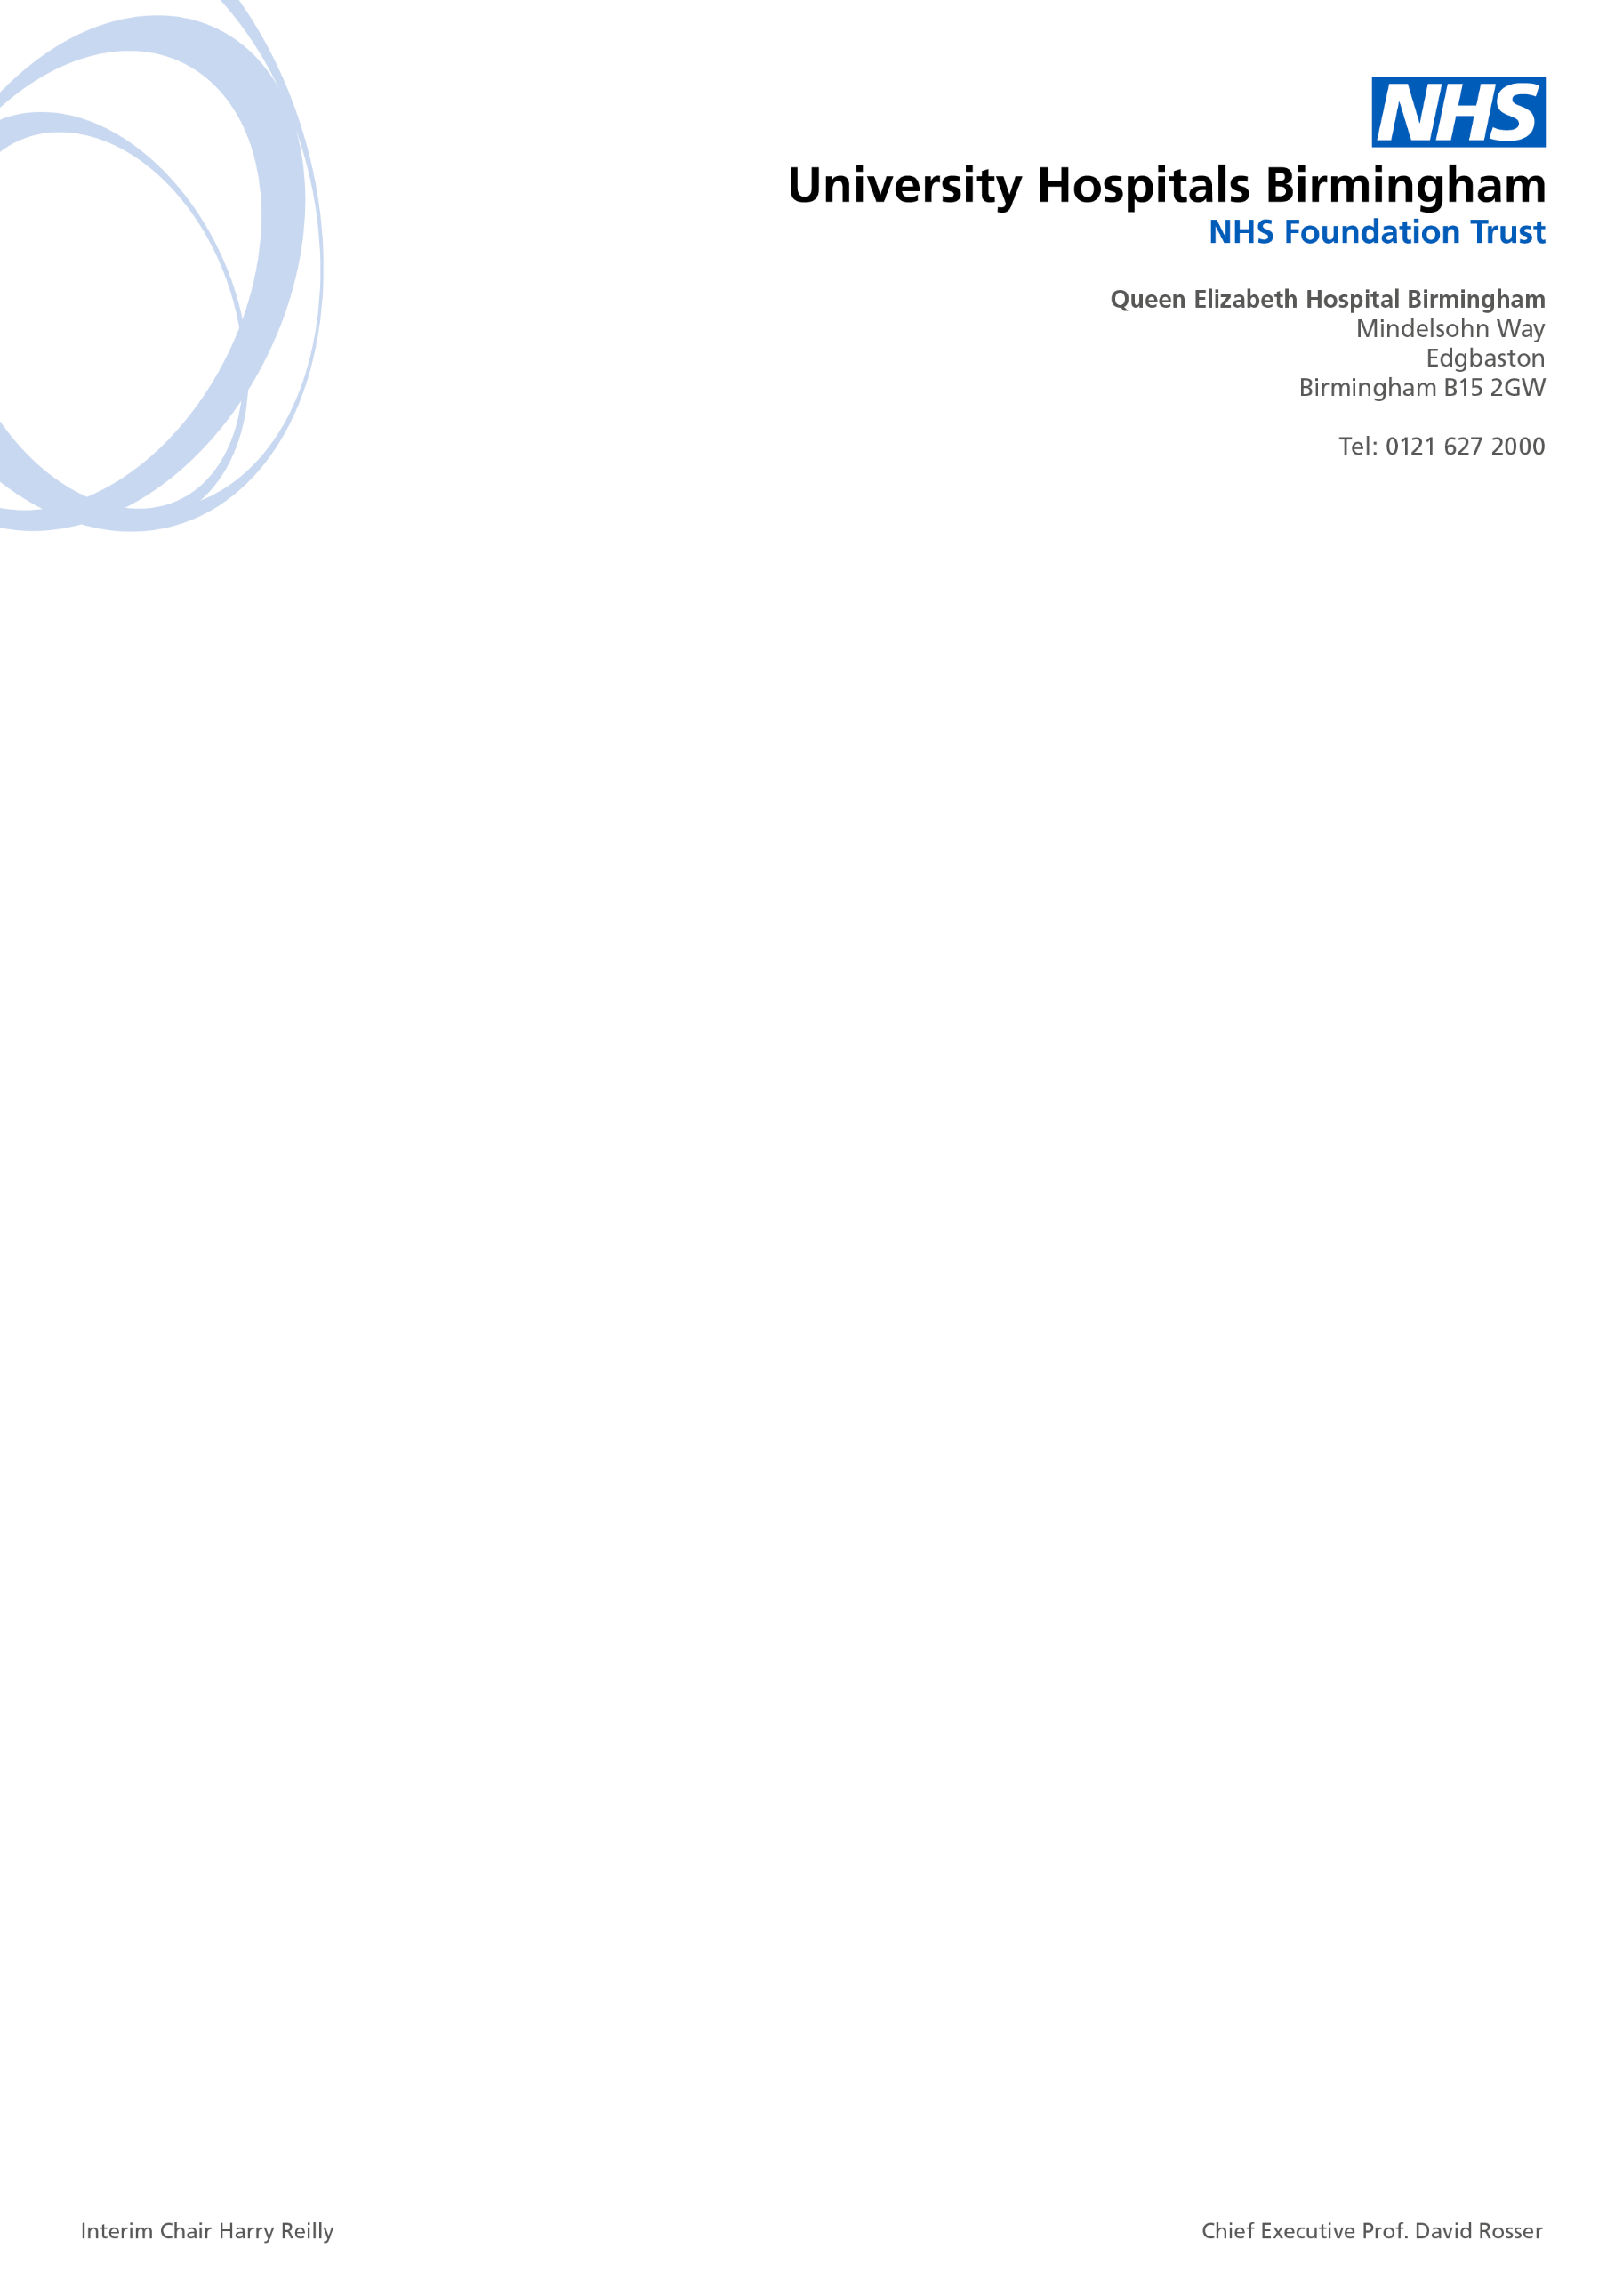 NHS
University Hospitals Birmingham
NHS Foundation Trust
Queen Elizabeth Hospital Birmingham
Mindelsohn Way
Edgbaston
Birmingham B15 2GW
Tel: 0121 627 2000
Interim Chair Harry Reilly
Chief Executive Prof. David Rosser